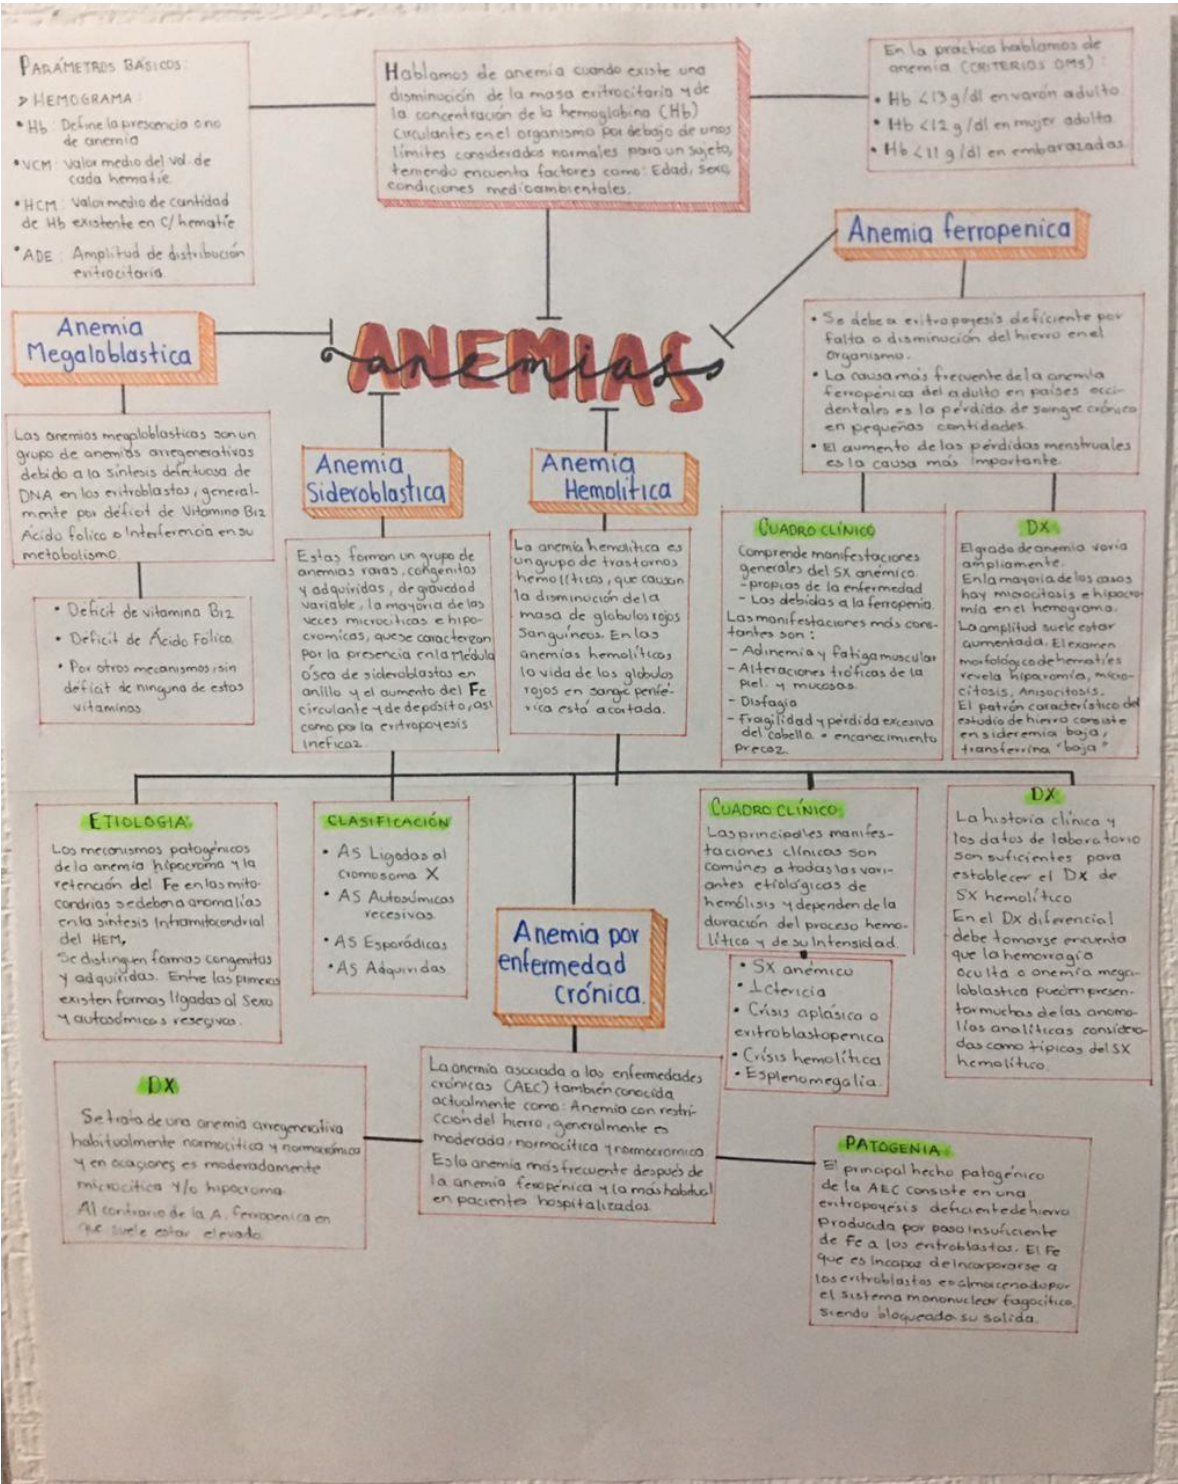 PARÁMETROS BÁSICOS:
> HEMOGRAMA:
• Hb: Define la prescencia o no
de anemia
• VCM: Valor medio del vol. de
cada hematíe.
• HCM: Valor medio de cantidad
de Hb existente en c/hematíe
• ADE: Amplitud de distribución
eritrocitaria.
Hablamos de anemia cuando existe una
disminución de la masa eritrocitaria y de
la concentración de la hemoglobina (Hb)
Circulantes en el organismo por debajo de unos
límites considerados normales para un sujeto,
teniendo encuenta factores como: Edad, sexo,
condiciones medioambientales.
En la práctica hablamos de
anemia (CRITERIOS OMS):
• Hb <13 g/dl en varón adulto
• Hb <12 g/dl en mujer adulta
• Hb <11 g/dl en embarazadas
ANEMIAS
anemias
Anemia ferropenica
• Se debe a eritropoyesis deficiente por
falta o disminución del hierro en el
Organismo.
• La causa más frecuente de la anemia
ferropénica del adulto en países occi-
dentales es la pérdida de sangre crónico
en pequeñas cantidades.
• El aumento de las pérdidas menstruales
es la causa más importante.
CUADRO CLÍNICO
Comprende manifestaciones
generales del SX anémico.
- propias de la enfermedad
- Las debidas a la ferropenia.
Las manifestaciones más cons-
tantes son:
- Adinemia y fatiga muscular
- Alteraciones tróficas de la
Piel. y mucosas.
- Disfagia
- Fragilidad y pérdida excesiva
del cabello. • encanecimiento
Precoz.
DX
El grado de anemia varía
ampliamente.
En la mayoría de los casos
hay microcitosis e hipocro-
mía en el hemograma.
La amplitud suele estar
aumentada. El examen
morfológico de hematíes
revela hipocromía, micro-
citosis, Anisocitosis.
El patrón característico del
estudio de hierro consiste
en sideremia baja,
transferrina "baja"
Anemia
Megaloblastica
Las anemias megaloblasticas son un
grupo de anemias arregenerativas
debido a la síntesis defectuosa de
DNA en los eritroblastos, general-
mente por déficit de Vitamina B12
Ácido folico o Interferencia en su
metabolismo.
• Deficit de vitamina B12
• Déficit de Ácido Fólico.
• Por otros mecanismos, sin
déficit de ninguna de estas
vitaminas.
Anemia
Sideroblastica
Estas forman un grupo de
anemias raras, congenitas
y adquiridas, de gravedad
variable, la mayoría de las
veces microcíticas e hipo-
cromicas, que se caracterizan
Por la presencia en la Médula
ósea de sideroblastos en
anillo y el aumento del Fe
circulante y de depósito, así
como por la eritropoyesis
ineficaz.
Anemia
Hemolítica
La anemia hemolítica es
un grupo de trastornos
hemolíticos, que causan
la disminución de la
masa de globulos rojos
Sanguíneos. En las
anemias hemolíticas
la vida de los glóbulos
rojos en sangre perifé-
rica está acortada.
ETIOLOGIA:
Los mecanismos patogénicos
de la anemia hipocroma y la
retención del Fe en las mito-
condrias se deben a anomalías
en la síntesis Intramitocondrial
del HEM,
Se distinguen formas congenitas
y adquiridas. Entre las primeras
existen formas ligadas al Sexo
y autosómicas resecivos.
CLASIFICACIÓN
• AS Ligadas al
Cromosoma X
• AS Autosómicas
recesivas.
• AS Esporádicas
• AS Adquiridas.
CUADRO CLÍNICO:
Las principales manifes-
taciones clínicas son
comúnes a todas las vari-
antes etiológicas de
hemólisis y dependen de la
duración del proceso hemo-
lítico y de su Intensidad.
• SX anémico
• Ictericia
• Crisis aplásica o
eritroblastopenica
• Crísis hemolítica
• Esplenomegalia.
DX
La historia clínica y
los datos de laboratorio
son suficientes para
establecer el DX de
SX hemolítico
En el Dx diferencial
debe tomarse encuenta
que la hemorragia
oculta o anemia mega-
loblastica pueden presen-
tar muchas de las anoma-
lías analíticas considera-
das como típicas del SX
hemolítico.
Anemia por
enfermedad
crónica.
La anemia asociada a las enfermedades
crónicas (AEC) también conocida
actualmente como: Anemia con restri-
cción del hierro, generalmente es
moderada, normocítica y normocromica
Es la anemia más frecuente después de
la anemia ferropénica y la más habitual
en pacientes hospitalizados
DX
Se trata de una anemia arregenerativa
habitualmente normocitica y normocrómica
y en ocaciones es moderadamente
microcítica y/o hipocroma.
Al contrario de la A. ferropenica en
que suele estar elevado.
PATOGENIA:
El principal hecho patogénico
de la AEC consiste en una
eritropoyesis deficiente de hierro
Producada por paso Insuficiente
de Fe a los eritroblastos. El Fe
que es incapaz de incorporarse a
los eritroblastos es almacenado por
el sistema mononuclear fagocítico,
siendo bloqueada su salida.